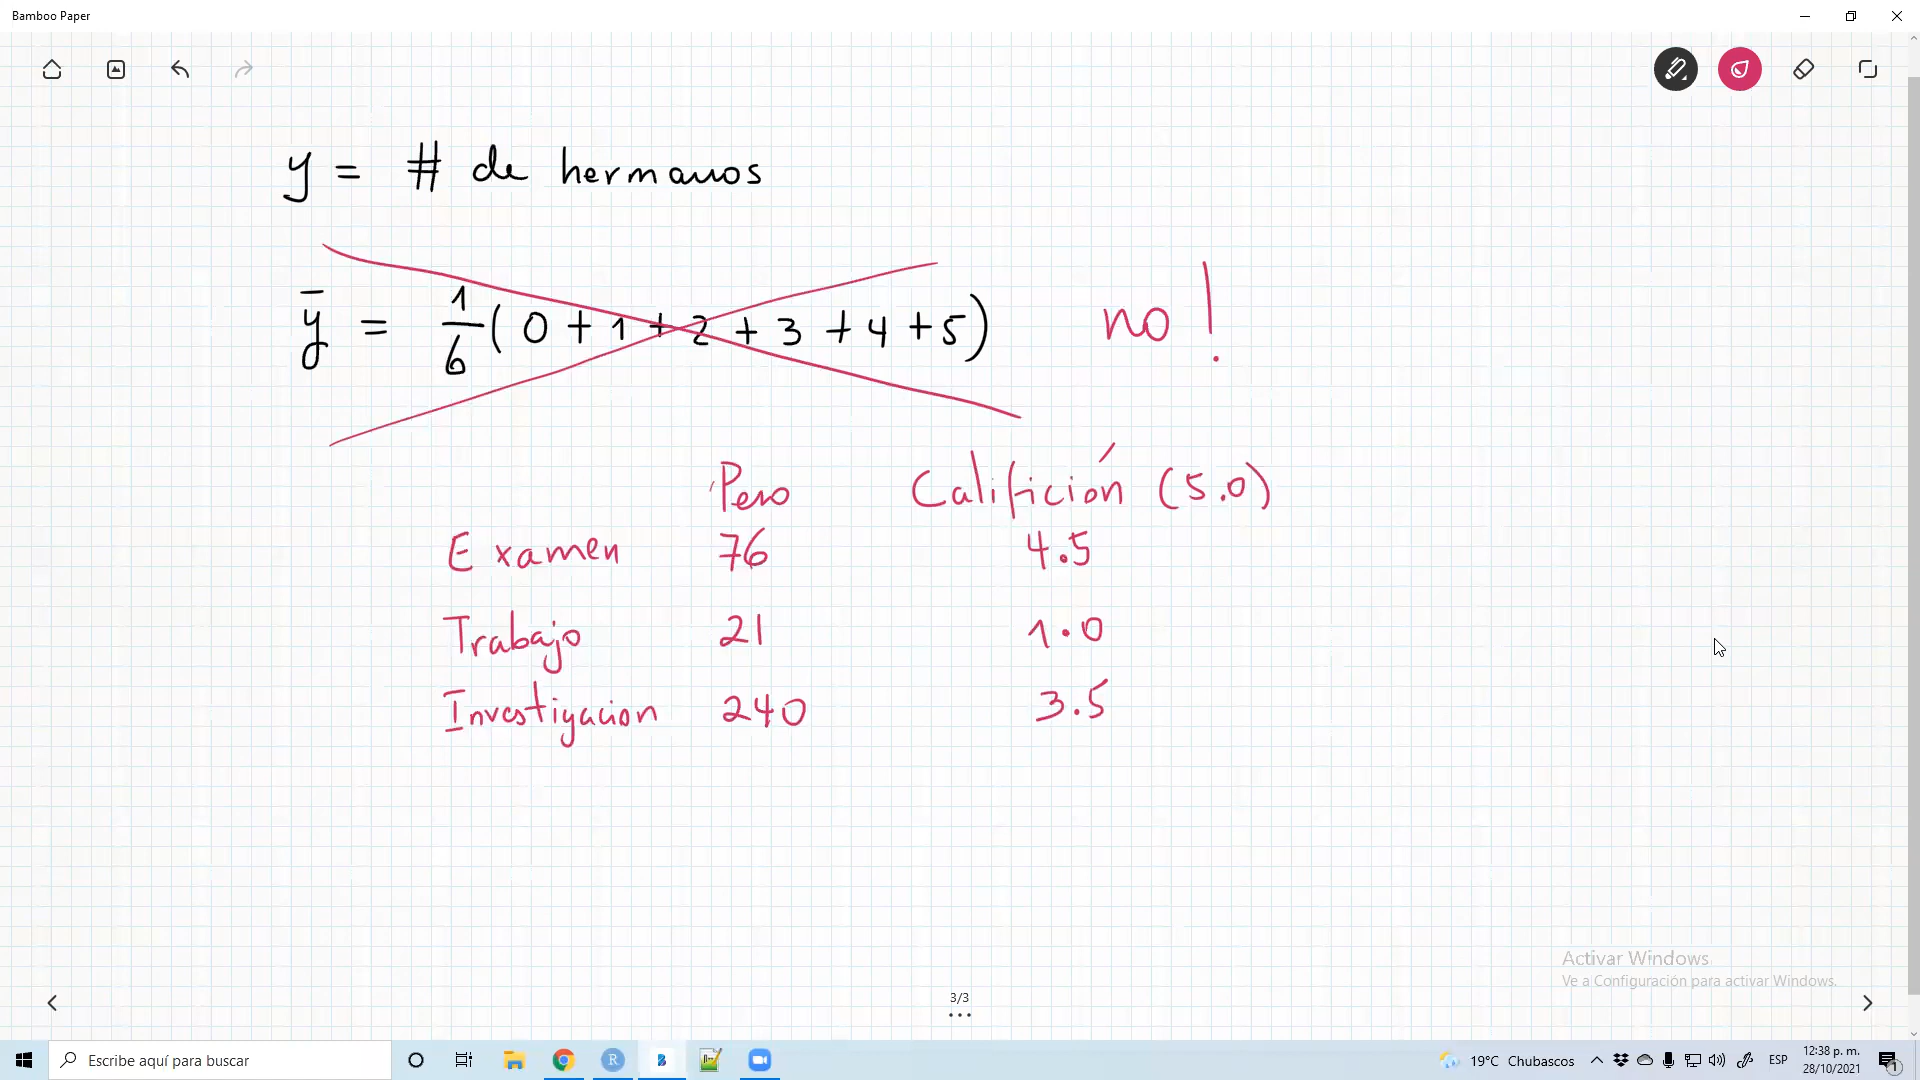 Bamboo Paper
y = # de hermanos
y̅ = 1/6 ( 0 + 1 + 2 + 3 + 4 + 5 ) no!
Peso Califición (5.0)
Examen 76 4.5
Trabajo 21 1.0
Investigacion 240 3.5
Activar Windows
Ve a Configuración para activar Windows.
3/3
Escribe aquí para buscar
19°C Chubascos
ESP
12:38 p. m.
28/10/2021
1